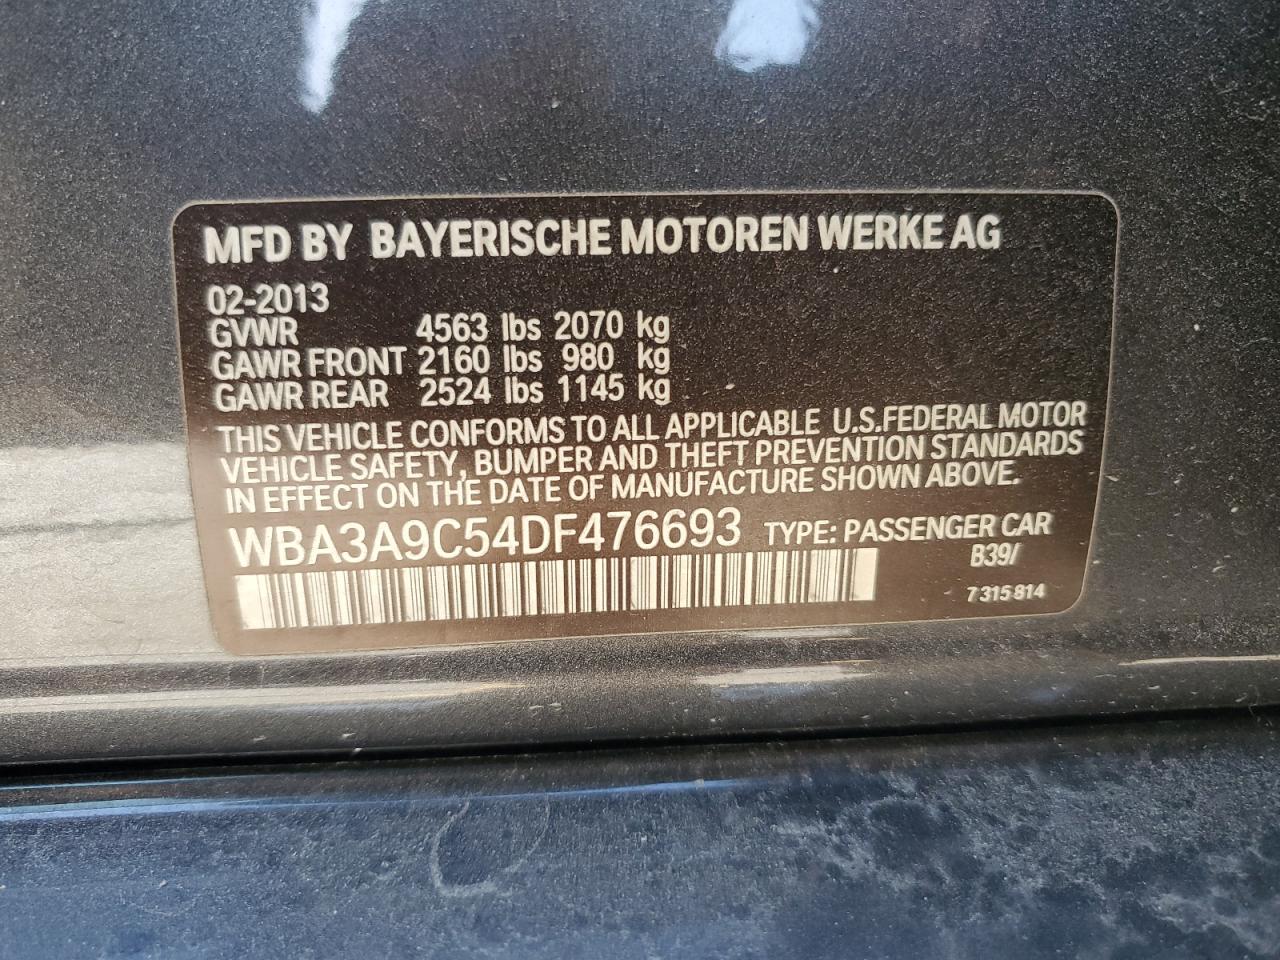 MFD BY BAYERISCHE MOTOREN WERKE AG
02-2013
GVWR 4563 lbs 2070 kg
GAWR FRONT 2160 lbs 980 kg
GAWR REAR 2524 lbs 1145 kg
THIS VEHICLE CONFORMS TO ALL APPLICABLE U.S.FEDERAL MOTOR
VEHICLE SAFETY, BUMPER AND THEFT PREVENTION STANDARDS
IN EFFECT ON THE DATE OF MANUFACTURE SHOWN ABOVE.
WBA3A9C54DF476693 TYPE: PASSENGER CAR
B39/
7 315 814